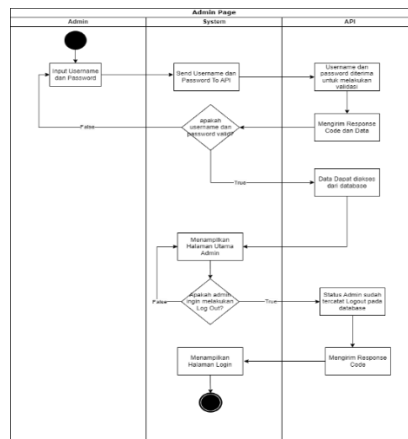 Admin Page
Admin
System
API
Input Username
dan Password
Send Username dan
Password To API
Username dan
password diterima
untuk melakukan
validasi
False
apakah
username dan
password valid?
Mengirim Response
Code dan Data
True
Data Dapat diakses
dari database
Menampilkan
Halaman Utama
Admin
False
Apakah admin
ingin melakukan
Log Out?
True
Status Admin sudah
tercatat Logout pada
database
Menampilkan
Halaman Login
Mengirim Response
Code